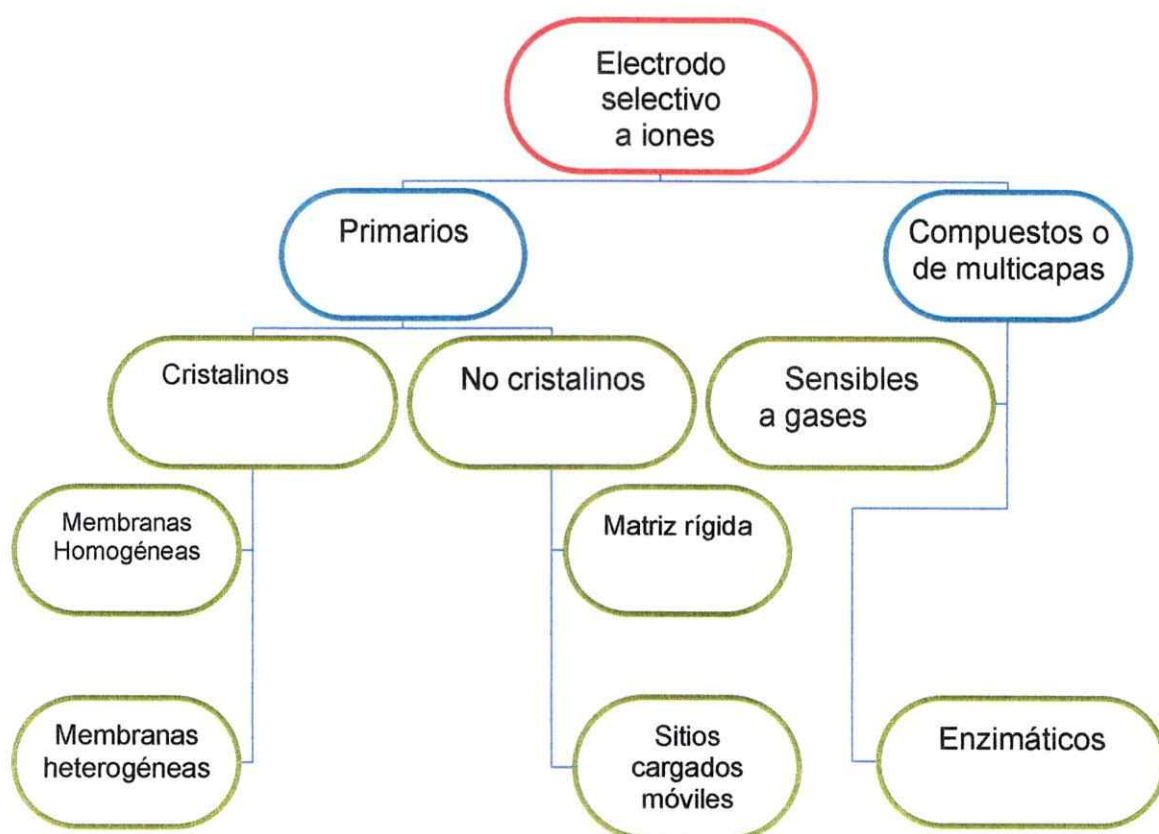 Electrodo
selectivo
a iones
Primarios
Compuestos o
de multicapas
Cristalinos
No cristalinos
Sensibles
a gases
Membranas
Homogéneas
Matriz rígida
Membranas
heterogéneas
Sitios
cargados
móviles
Enzimáticos